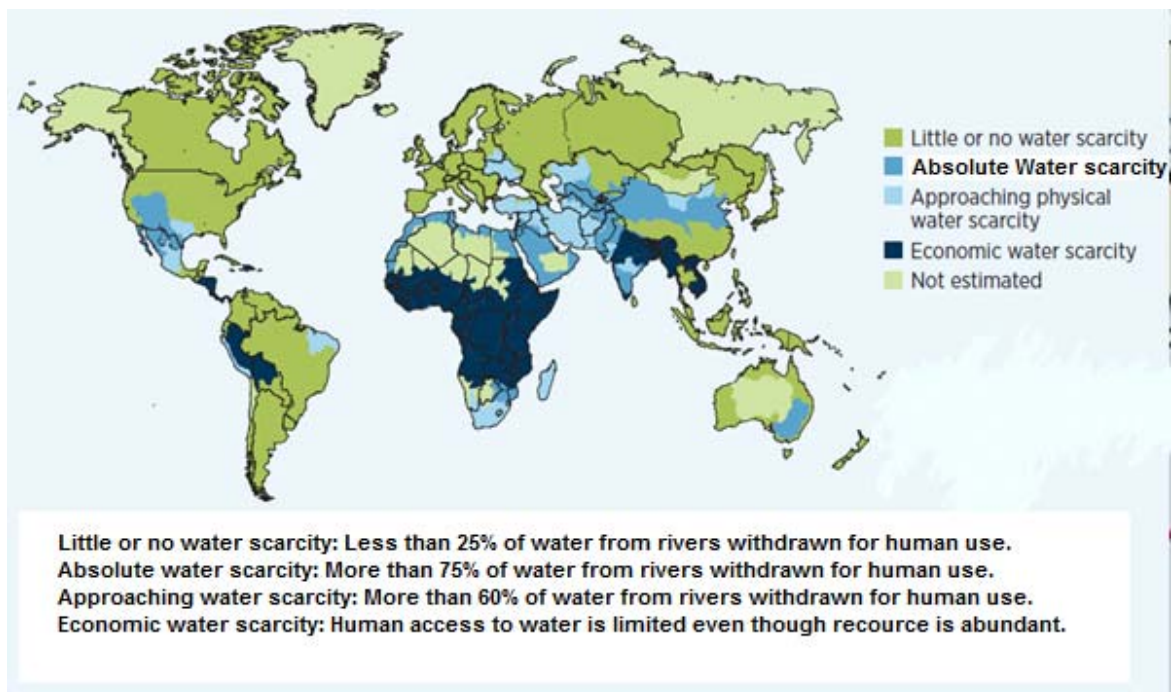 Little or no water scarcity
Absolute Water scarcity
Approaching physical
water scarcity
Economic water scarcity
Not estimated
Little or no water scarcity: Less than 25% of water from rivers withdrawn for human use.
Absolute water scarcity: More than 75% of water from rivers withdrawn for human use.
Approaching water scarcity: More than 60% of water from rivers withdrawn for human use.
Economic water scarcity: Human access to water is limited even though recource is abundant.